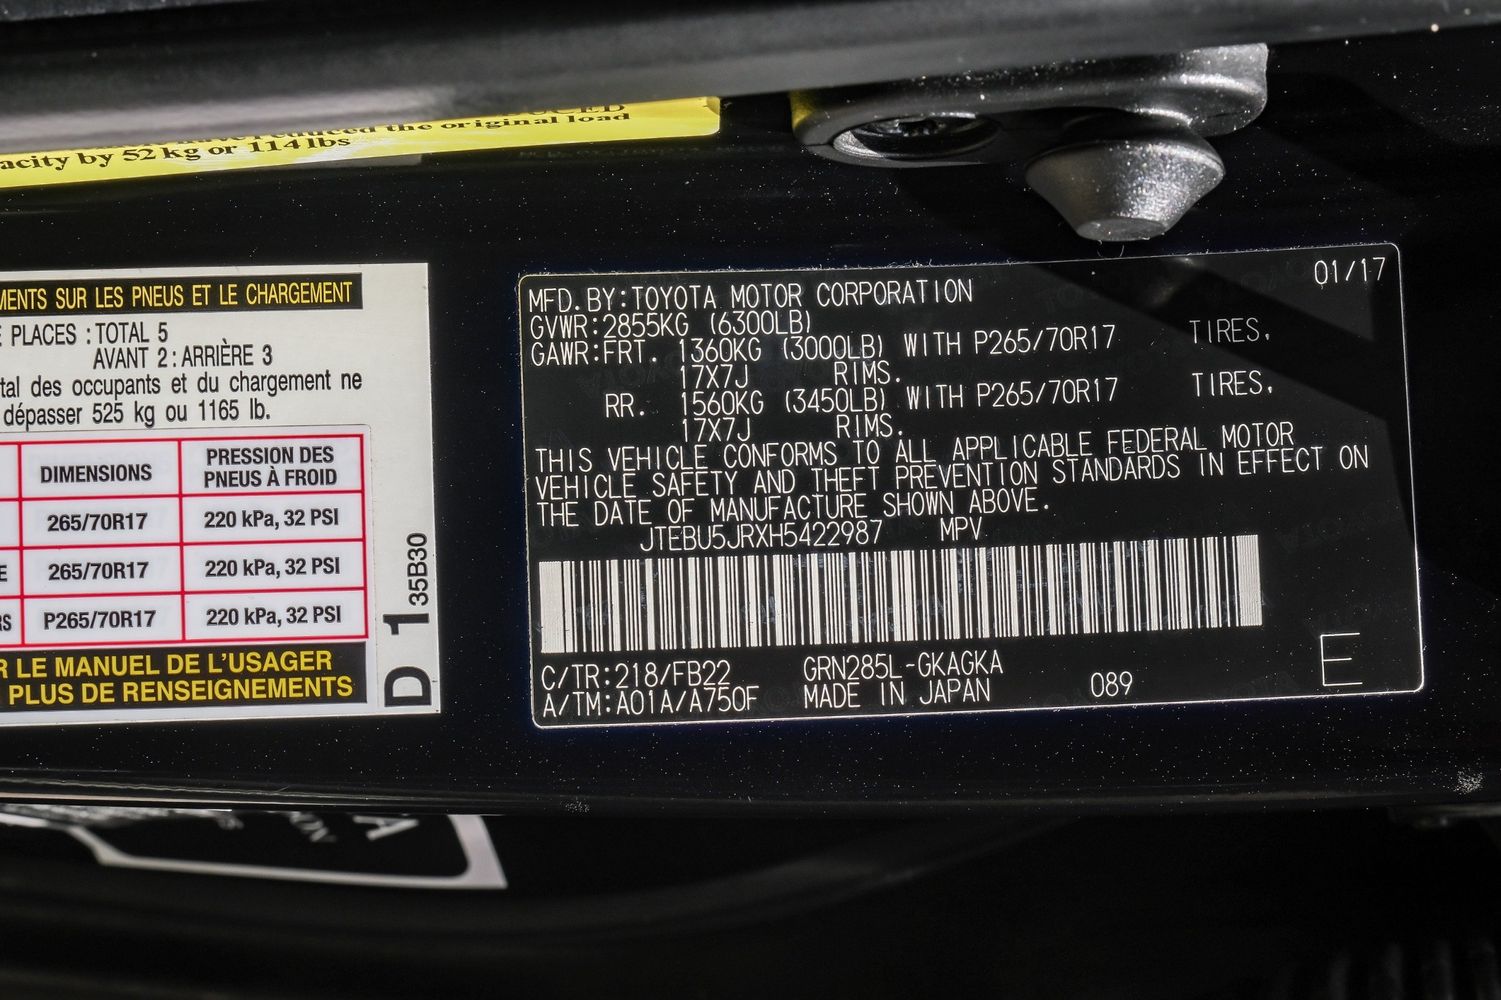 reduced the original load
acity by 52 kg or 114 lbs
MENTS SUR LES PNEUS ET LE CHARGEMENT
PLACES : TOTAL 5
AVANT 2 : ARRIÈRE 3
tal des occupants et du chargement ne
dépasser 525 kg ou 1165 lb.
DIMENSIONS PRESSION DES
PNEUS À FROID
265/70R17 220 kPa, 32 PSI
E 265/70R17 220 kPa, 32 PSI
RS P265/70R17 220 kPa, 32 PSI
R LE MANUEL DE L'USAGER
PLUS DE RENSEIGNEMENTS
D 1 35B30
MFD. BY:TOYOTA MOTOR CORPORATION 01/17
GVWR:2855KG (6300LB)
GAWR:FRT. 1360KG (3000LB) WITH P265/70R17 TIRES,
17X7J RIMS.
RR. 1560KG (3450LB) WITH P265/70R17 TIRES,
17X7J RIMS.
THIS VEHICLE CONFORMS TO ALL APPLICABLE FEDERAL MOTOR
VEHICLE SAFETY AND THEFT PREVENTION STANDARDS IN EFFECT ON
THE DATE OF MANUFACTURE SHOWN ABOVE.
JTEBU5JRXH5422987 MPV
C/TR:218/FB22 GRN285L-GKAGKA
A/TM:A01A/A750F MADE IN JAPAN 089 E